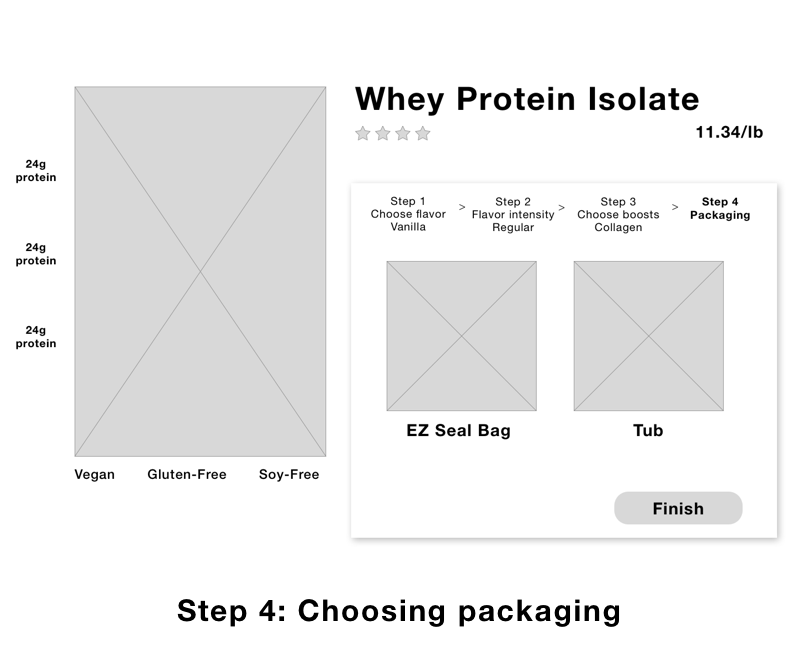 Whey Protein Isolate
11.34/lb
24g
protein
24g
protein
24g
protein
Vegan Gluten-Free Soy-Free
Step 1 > Step 2 > Step 3 > Step 4
Choose flavor Flavor intensity Choose boosts Packaging
Vanilla Regular Collagen
EZ Seal Bag Tub
Finish
Step 4: Choosing packaging